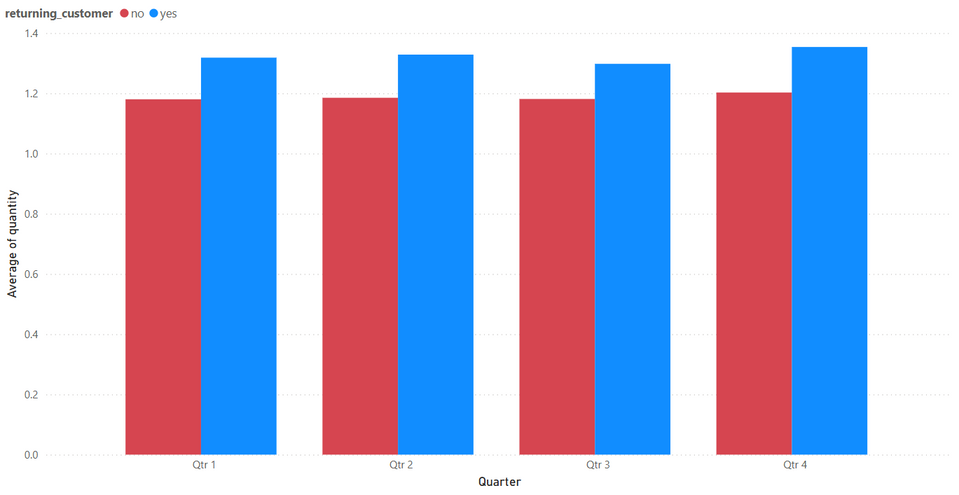 returning_customer no yes
1.4
1.2
1.0
0.8
0.6
0.4
0.2
0.0
Average of quantity
Qtr 1 Qtr 2 Qtr 3 Qtr 4
Quarter